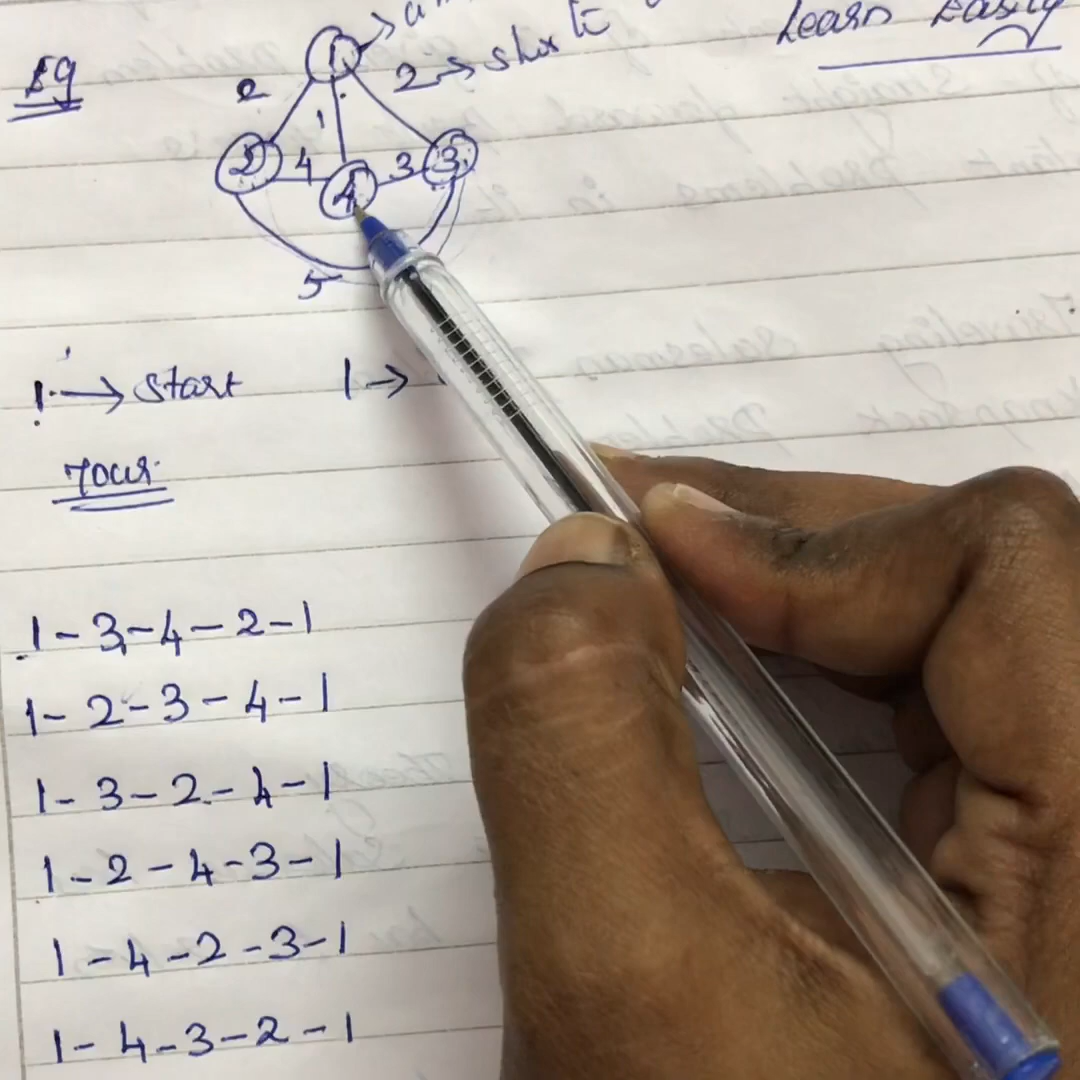 Learn Easily
Eg
1
2
2 →
1
2
4
3
3
4
5
1 → start
1 →
Tour
1 - 3 - 4 - 2 - 1
1 - 2 - 3 - 4 - 1
1 - 3 - 2 - 4 - 1
1 - 2 - 4 - 3 - 1
1 - 4 - 2 - 3 - 1
1 - 4 - 3 - 2 - 1